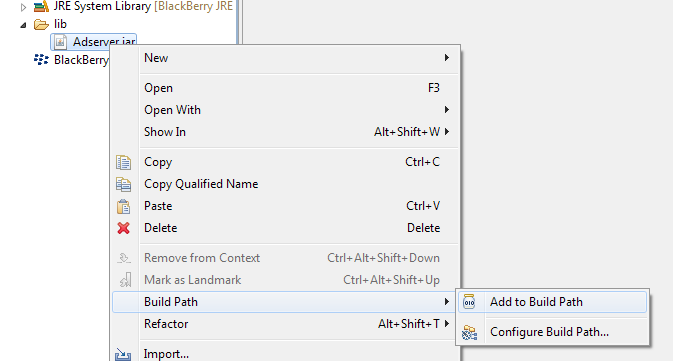 JRE System Library [BlackBerry JRE
lib
Adserver.jar
BlackBerry
New
Open F3
Open With
Show In Alt+Shift+W
Copy Ctrl+C
Copy Qualified Name
Paste Ctrl+V
Delete Delete
Remove from Context Ctrl+Alt+Shift+Down
Mark as Landmark Ctrl+Alt+Shift+Up
Build Path
Add to Build Path
Refactor Alt+Shift+T
Configure Build Path...
Import...